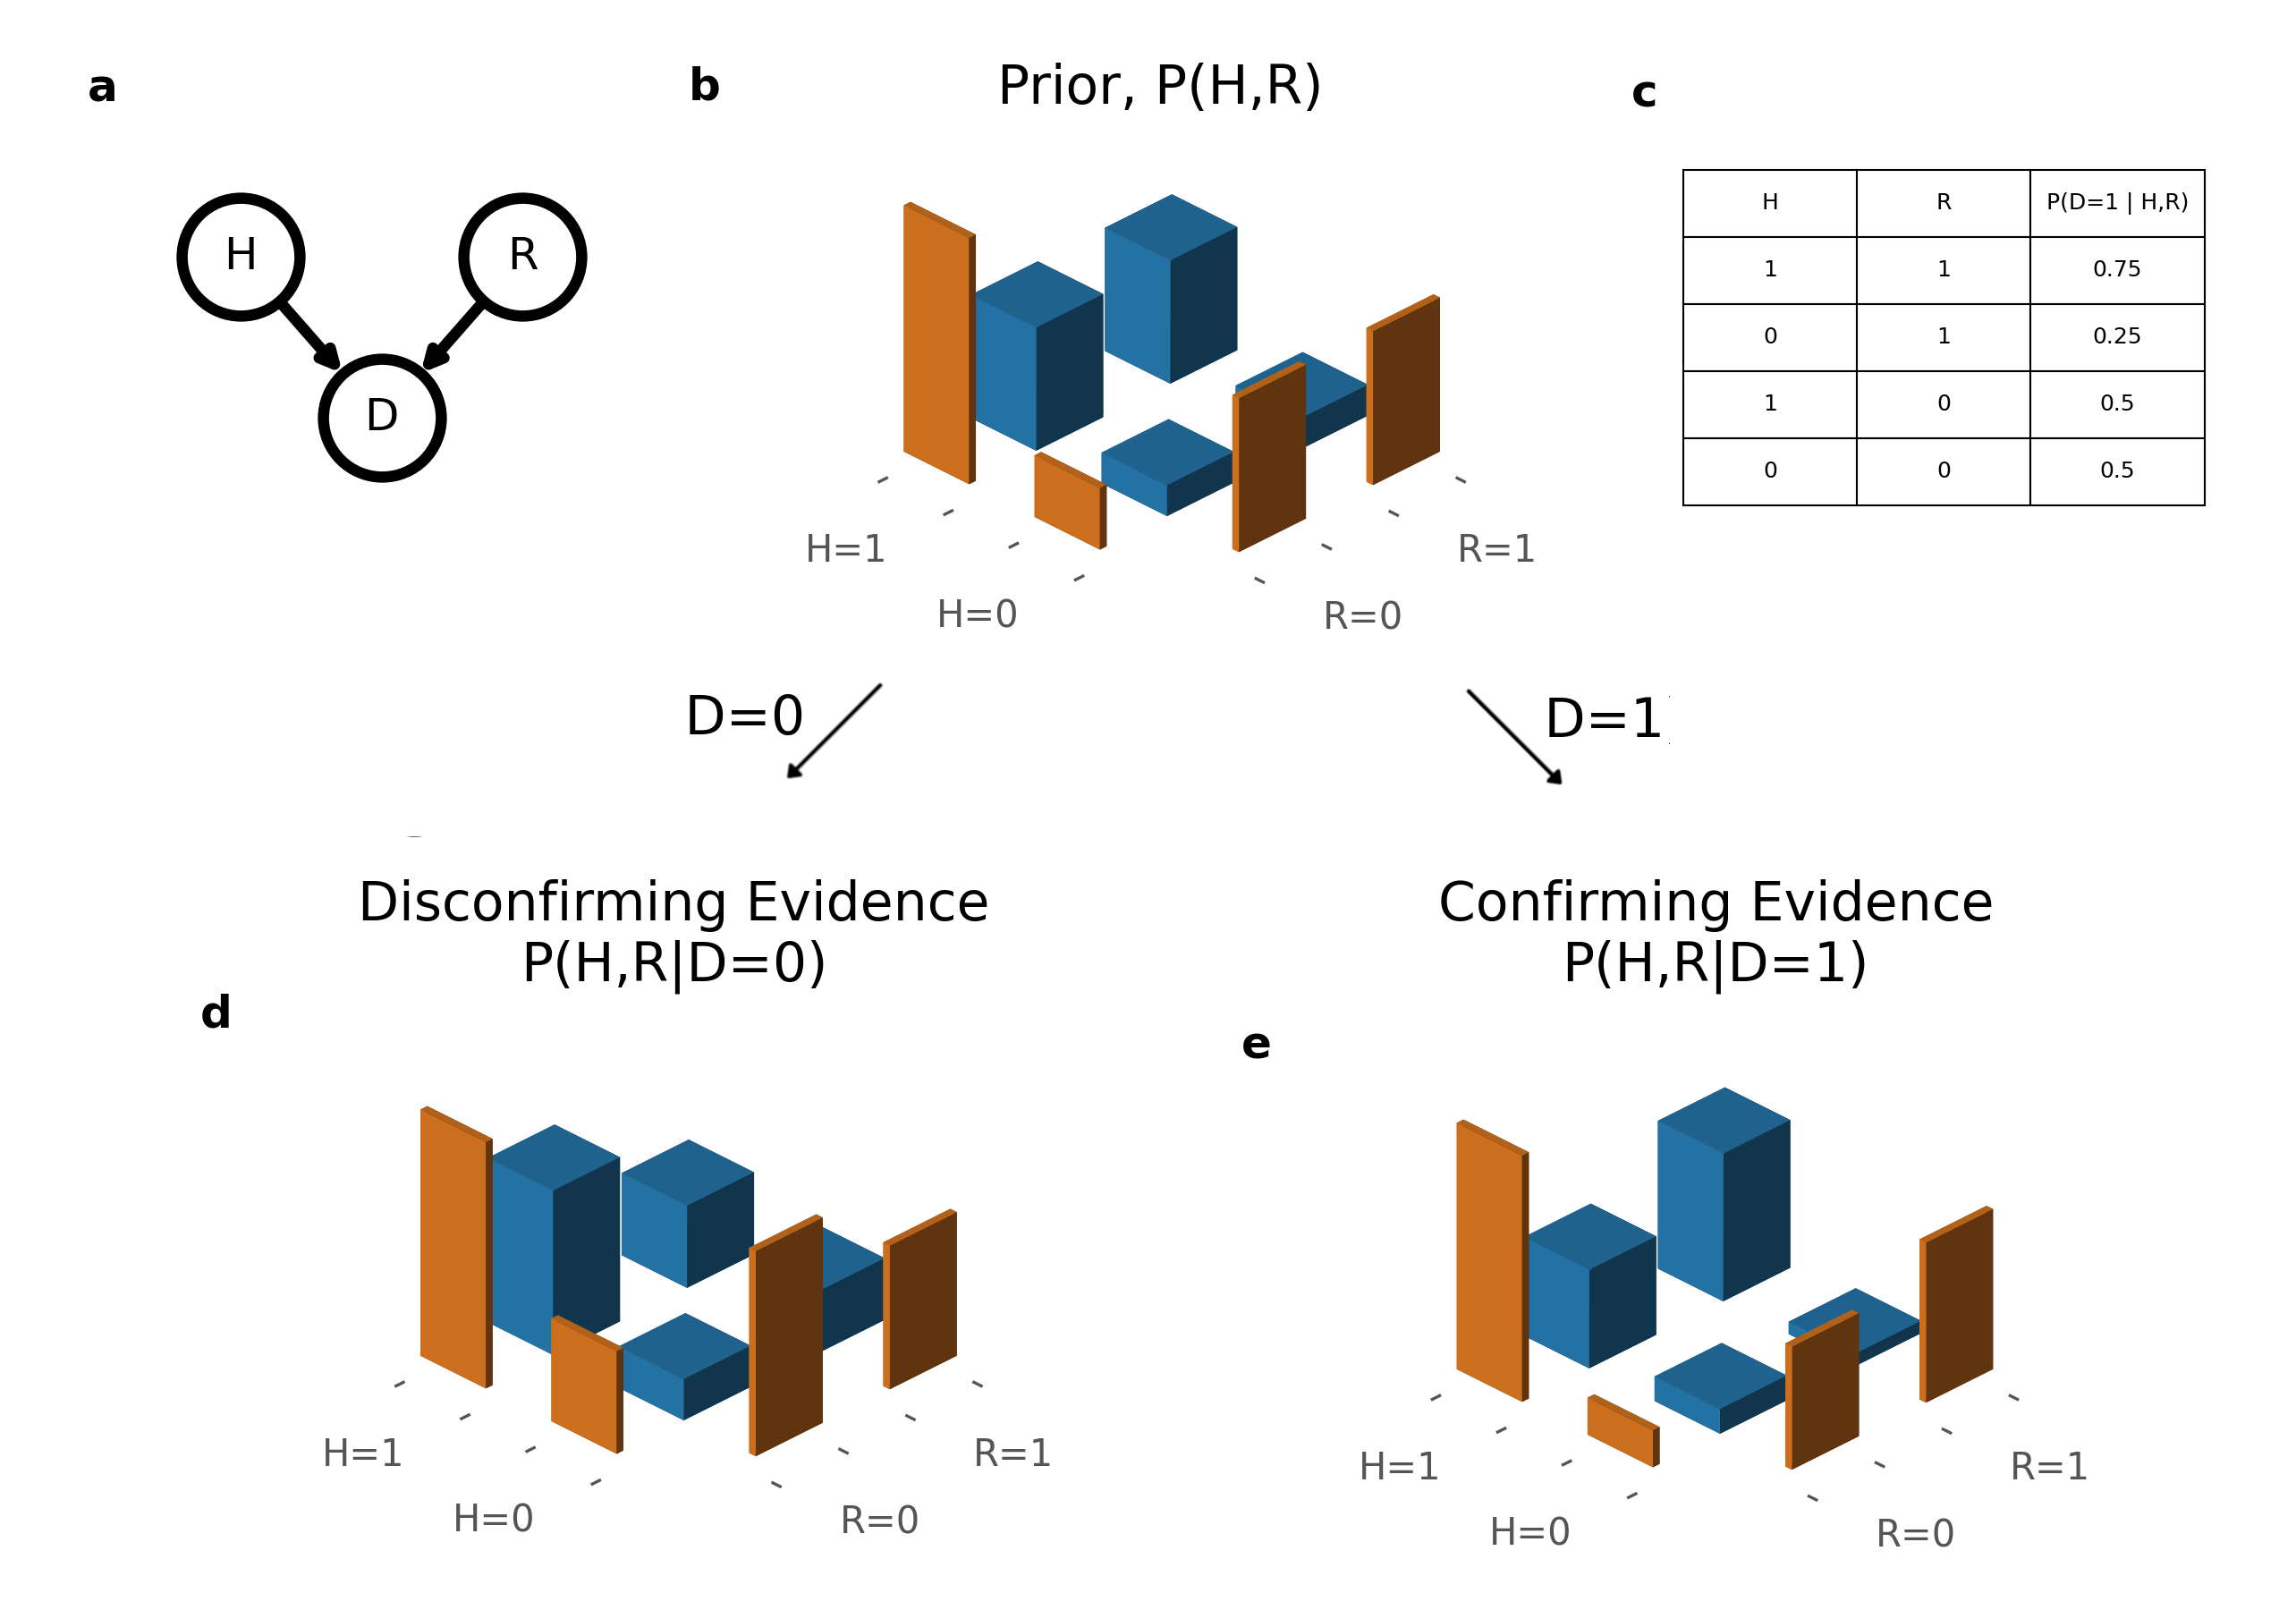 a
H
R
D
b
Prior, P(H,R)
H=1
H=0
R=1
R=0
c
H R P(D=1 | H,R)
1 1 0.75
0 1 0.25
1 0 0.5
0 0 0.5
D=0
D=1
Disconfirming Evidence
P(H,R|D=0)
d
H=1
H=0
R=1
R=0
Confirming Evidence
P(H,R|D=1)
e
H=1
H=0
R=1
R=0